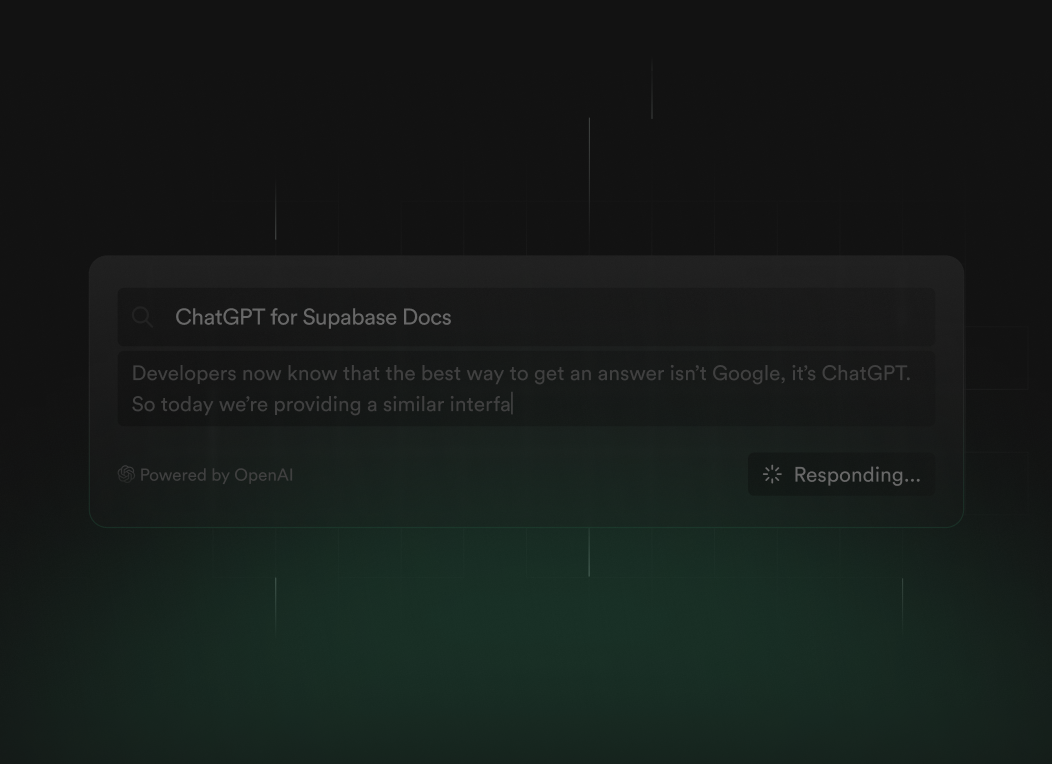 ChatGPT for Supabase Docs
Developers now know that the best way to get an answer isn’t Google, it’s ChatGPT.
So today we’re providing a similar interfa
Powered by OpenAI
Responding...